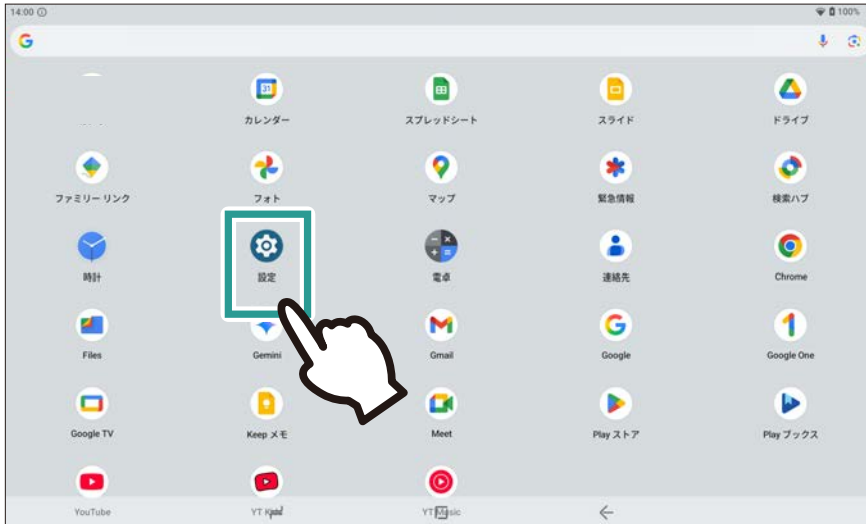 14:00
100%
カレンダー
スプレッドシート
スライド
ドライブ
ファミリー リンク
フォト
マップ
緊急情報
検索ハブ
時計
設定
電卓
連絡先
Chrome
Files
Gemini
Gmail
Google
Google One
Google TV
Keep メモ
Meet
Play ストア
Play ブックス
YouTube
YT
YT Music